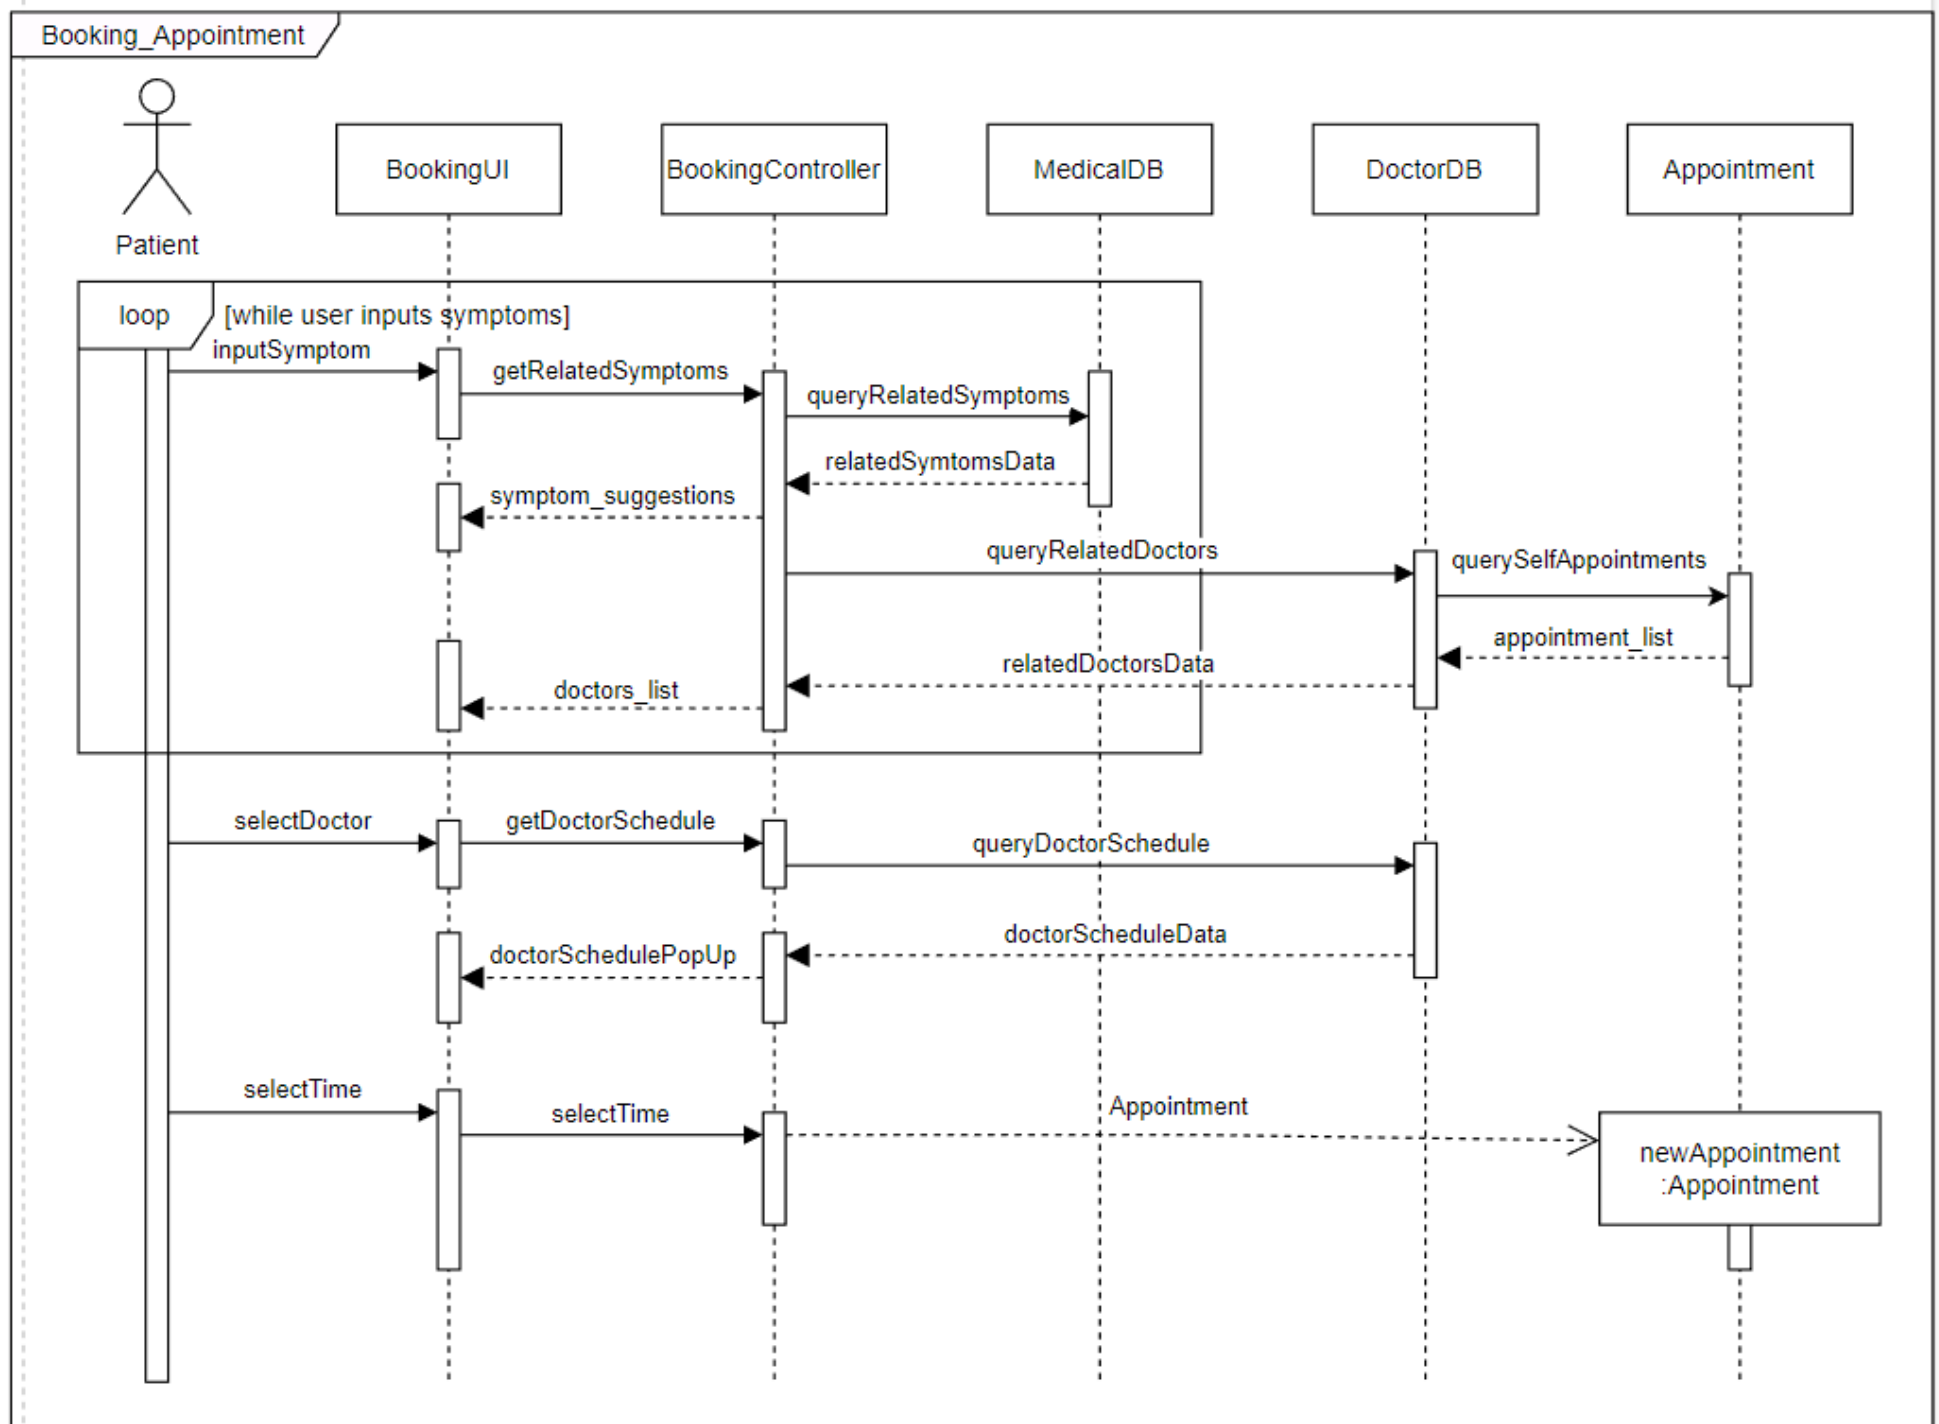 Booking_Appointment
Patient
BookingUI
BookingController
MedicalDB
DoctorDB
Appointment
loop
[while user inputs symptoms]
inputSymptom
getRelatedSymptoms
queryRelatedSymptoms
relatedSymtomsData
symptom_suggestions
queryRelatedDoctors
querySelfAppointments
appointment_list
relatedDoctorsData
doctors_list
selectDoctor
getDoctorSchedule
queryDoctorSchedule
doctorScheduleData
doctorSchedulePopUp
selectTime
selectTime
Appointment
newAppointment
:Appointment